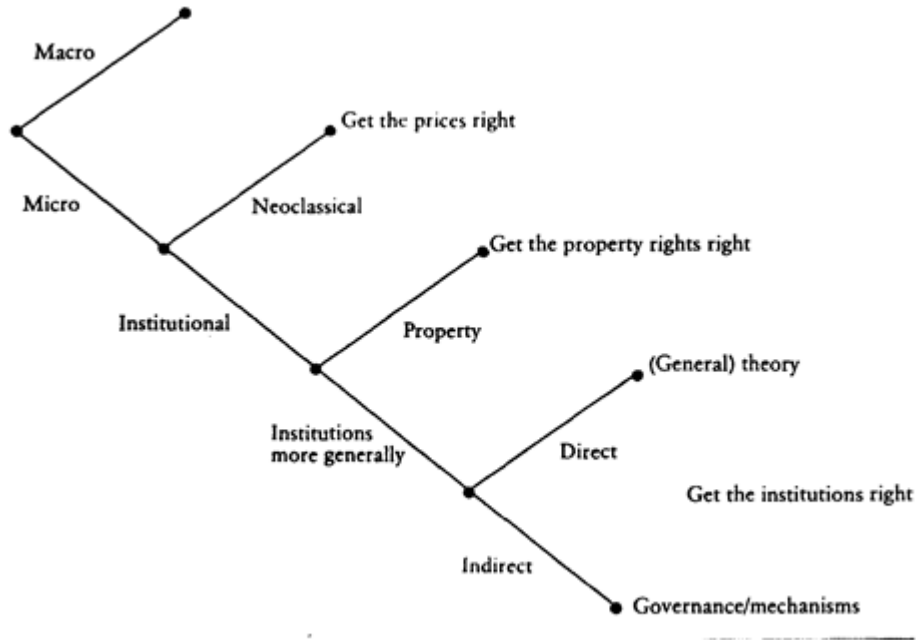 Macro
Get the prices right
Micro
Neoclassical
Get the property rights right
Institutional
Property
(General) theory
Institutions
more generally
Direct
Get the institutions right
Indirect
Governance/mechanisms